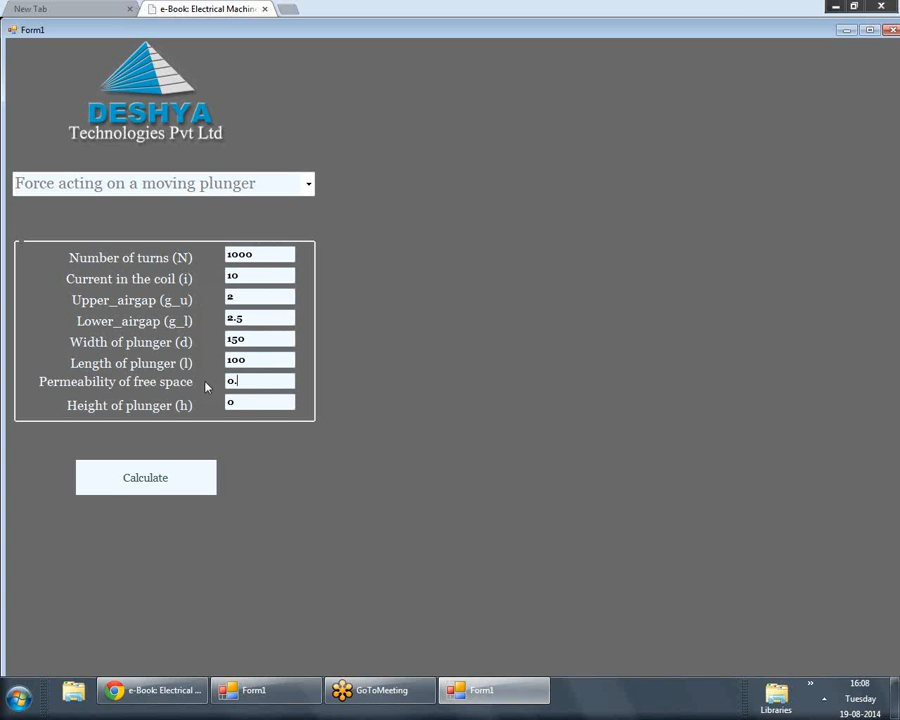 New Tab
e-Book: Electrical Machin
Form1
DESHYA
Technologies Pvt Ltd
Force acting on a moving plunger
Number of turns (N) 1000
Current in the coil (i) 10
Upper_airgap (g_u) 2
Lower_airgap (g_l) 2.5
Width of plunger (d) 150
Length of plunger (l) 100
Permeability of free space 0.
Height of plunger (h) 0
Calculate
e-Book: Electrical ...
Form1
GoToMeeting
Form1
Libraries
»
16:08
Tuesday
19-08-2014